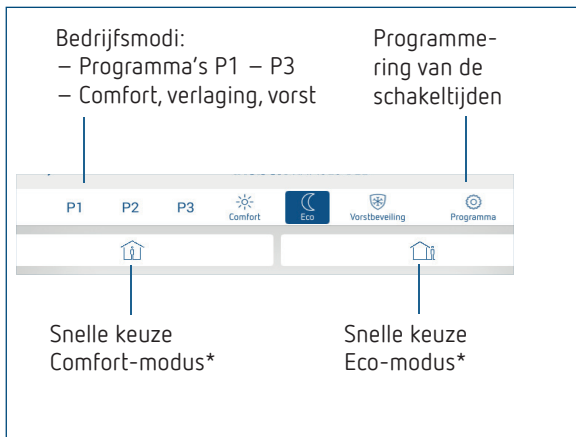 Bedrijfsmodi:
– Programma's P1 – P3
– Comfort, verlaging, vorst
Programme-
ring van de
schakeltijden
P1 P2 P3 Comfort Eco Vorstbeveiling Programma
Snelle keuze
Comfort-modus*
Snelle keuze
Eco-modus*